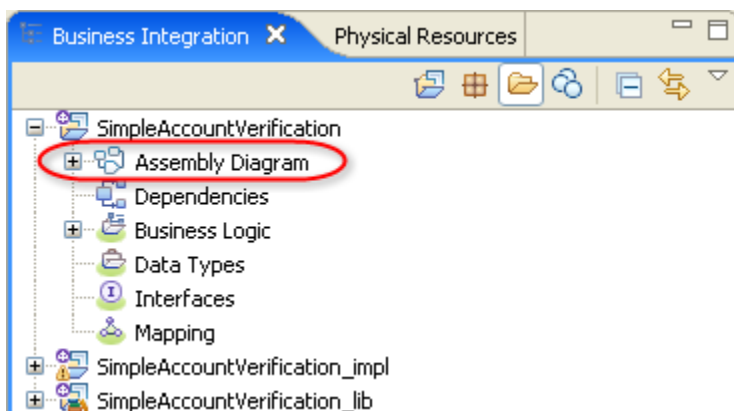 Business Integration Physical Resources
SimpleAccountVerification
Assembly Diagram
Dependencies
Business Logic
Data Types
Interfaces
Mapping
SimpleAccountVerification_impl
SimpleAccountVerification_lib